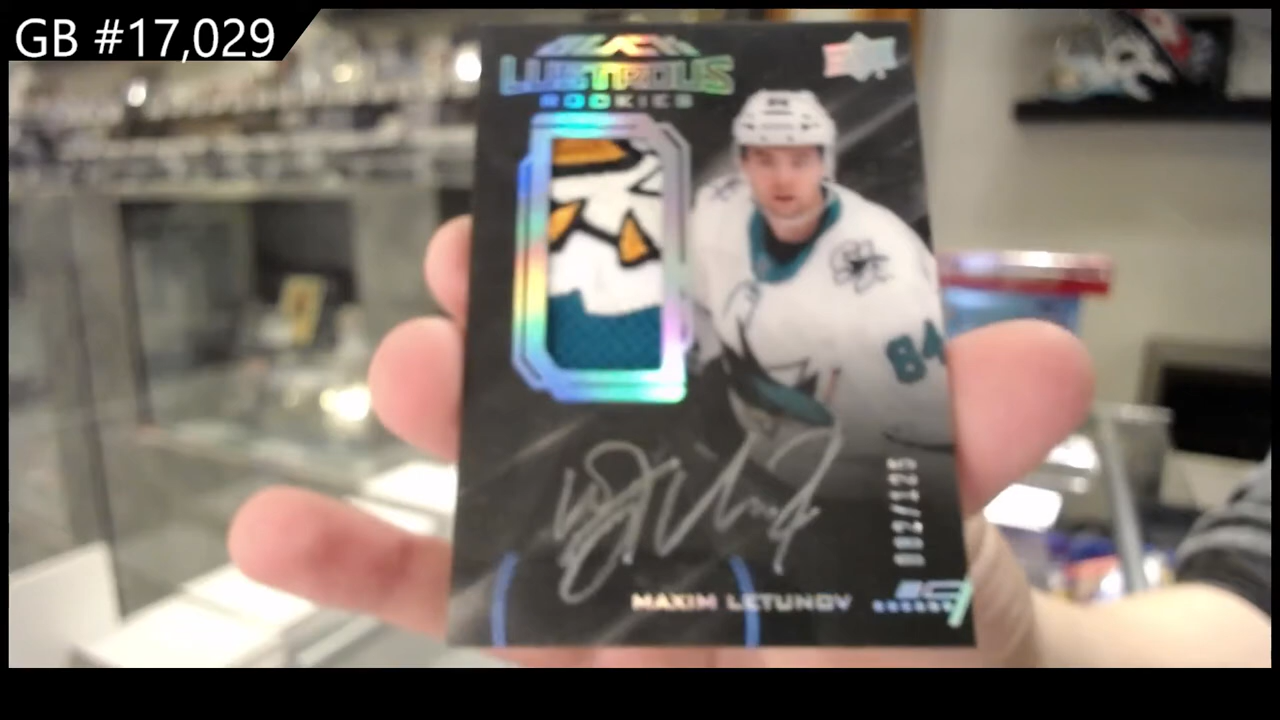 GB #17,029
BLACK
LUSTROUS
ROOKIES
84
002/125
MAXIM LETUNOV